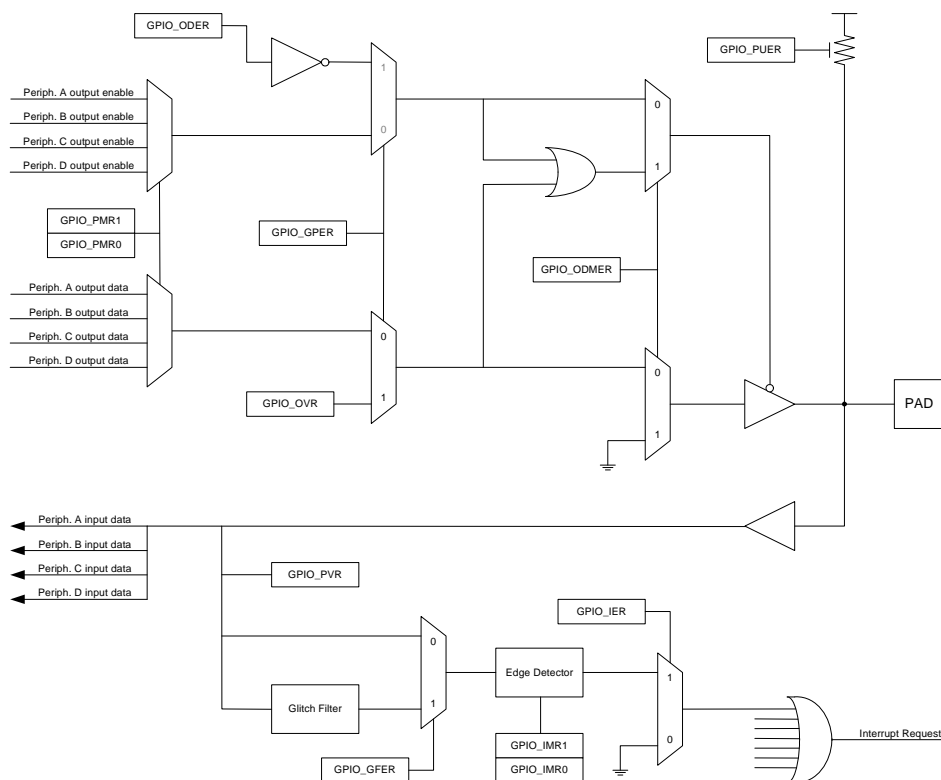 GPIO_ODER
GPIO_PUER
1
0
Periph. A output enable
Periph. B output enable
Periph. C output enable
Periph. D output enable
0
1
GPIO_PMR1
GPIO_PMR0
GPIO_GPER
GPIO_ODMER
Periph. A output data
Periph. B output data
Periph. C output data
Periph. D output data
0
1
GPIO_OVR
0
1
PAD
Periph. A input data
Periph. B input data
Periph. C input data
Periph. D input data
GPIO_PVR
GPIO_IER
0
1
Glitch Filter
Edge Detector
1
0
GPIO_GFER
GPIO_IMR1
GPIO_IMR0
Interrupt Request